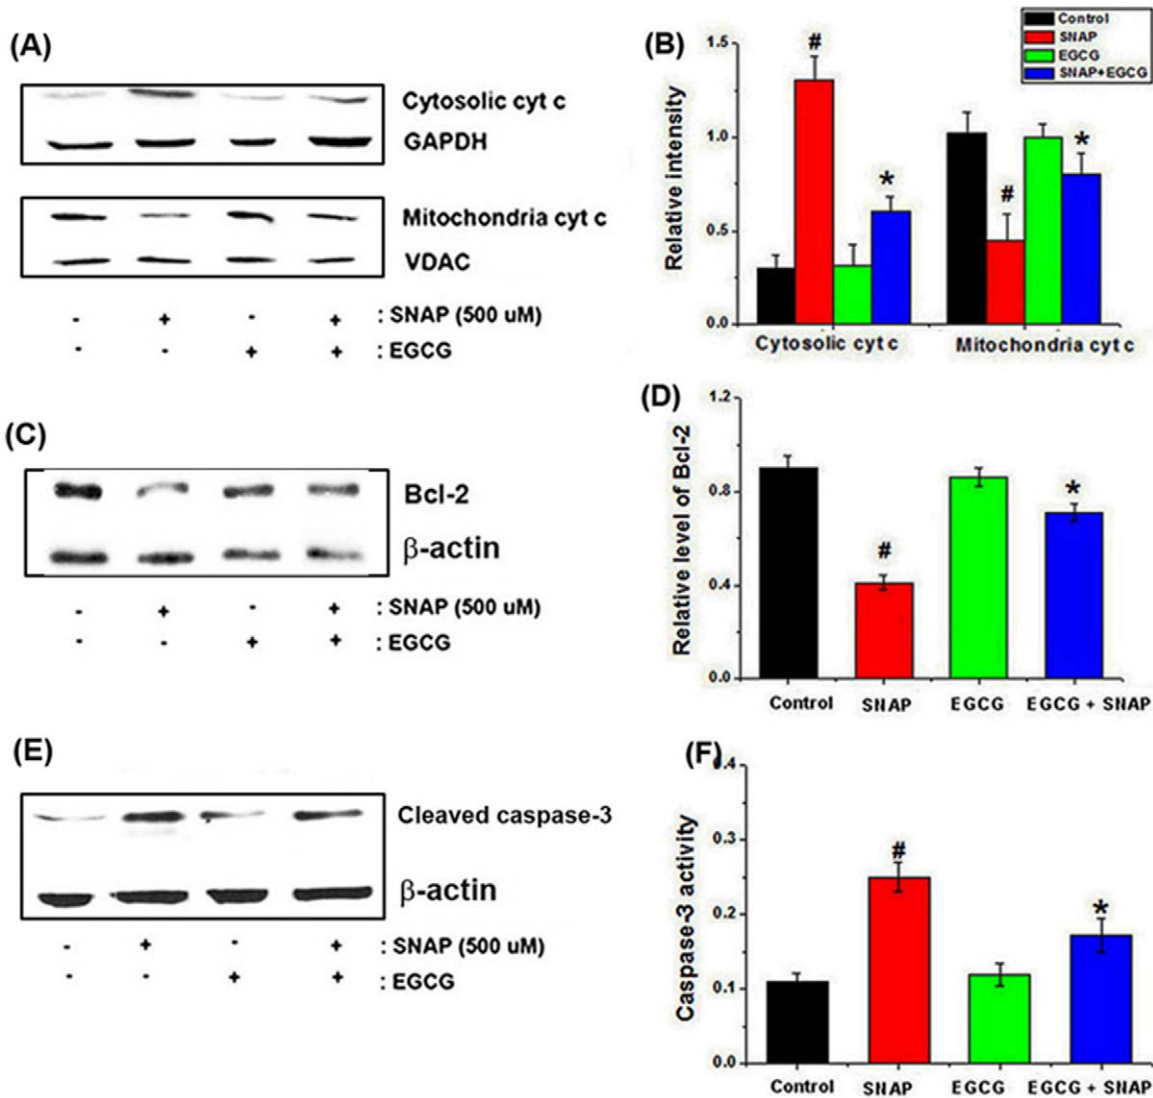 (A)
Cytosolic cyt c
GAPDH
Mitochondria cyt c
VDAC
- + - + : SNAP (500 uM)
- - + + : EGCG
(B)
Control
SNAP
EGCG
SNAP+EGCG
Relative intensity
1.5
1.0
0.5
0.0
#
*
#
*
Cytosolic cyt c Mitochondria cyt c
(C)
Bcl-2
β-actin
- + - + : SNAP (500 uM)
- - + + : EGCG
(D)
Relative level of Bcl-2
1.2
0.8
0.4
0.0
#
*
Control SNAP EGCG EGCG + SNAP
(E)
Cleaved caspase-3
β-actin
- + - + : SNAP (500 uM)
- - + + : EGCG
(F)
Caspase-3 activity
0.4
0.3
0.2
0.1
0.0
#
*
Control SNAP EGCG EGCG + SNAP